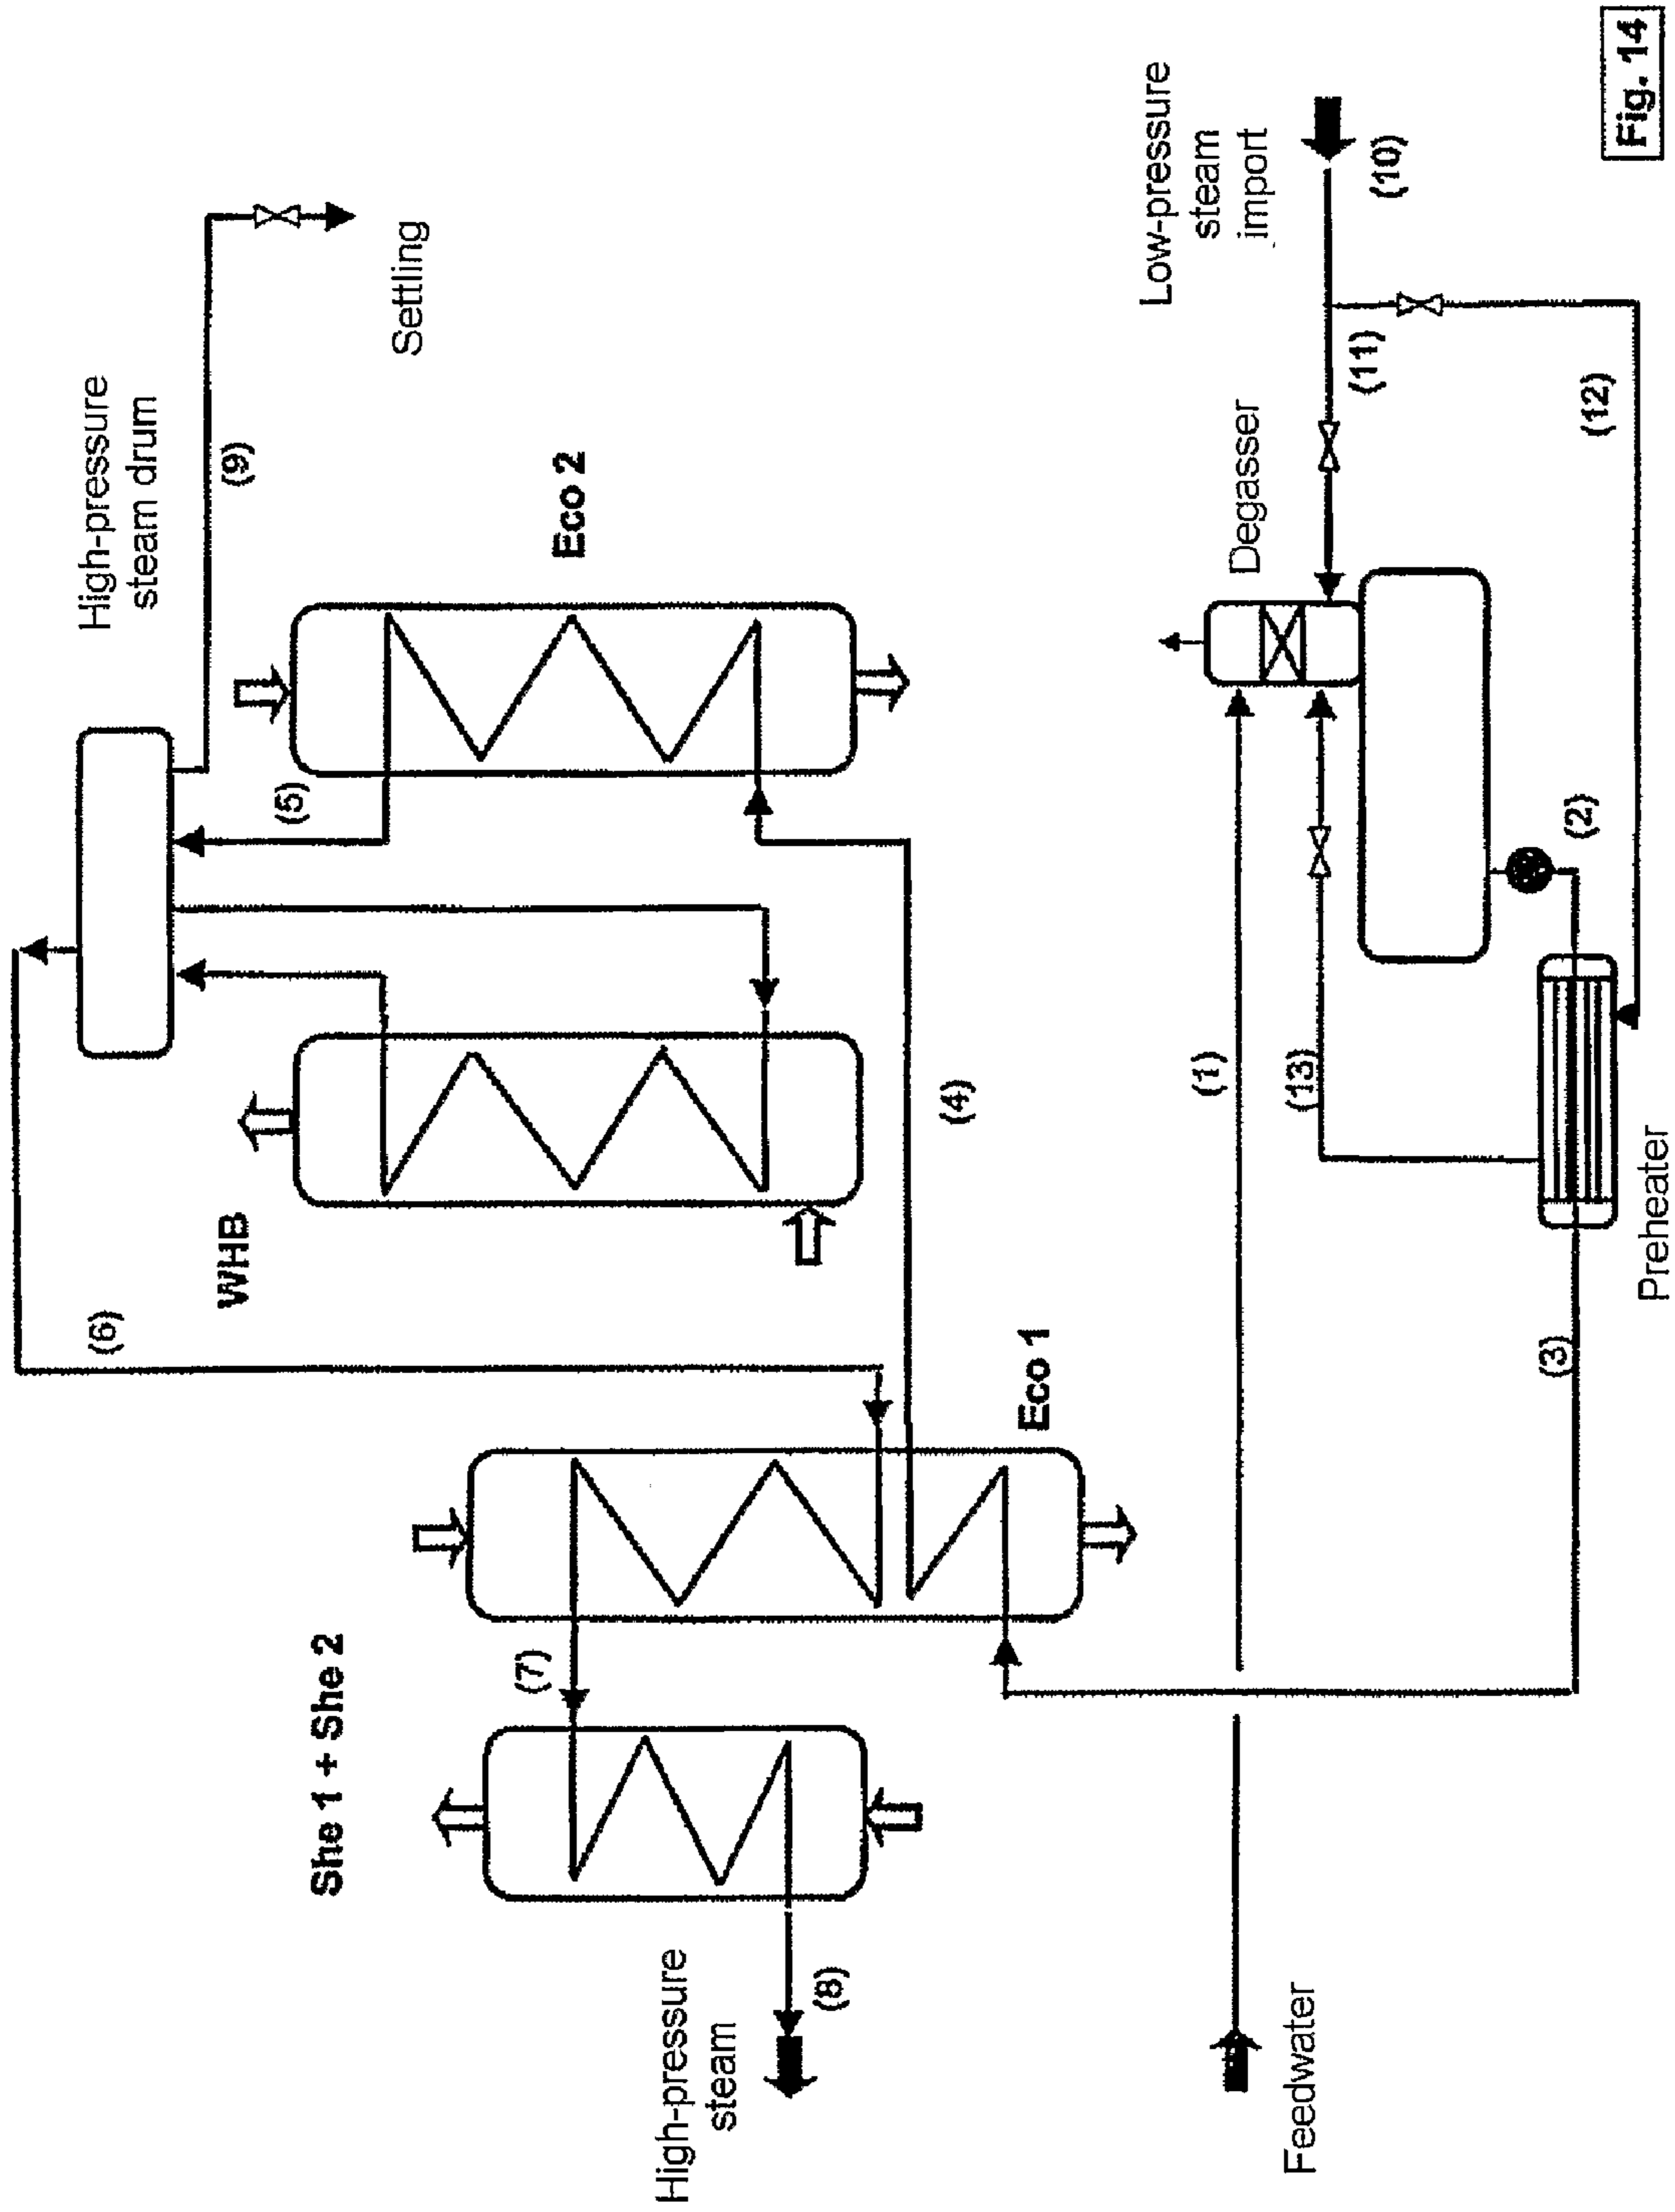 High-pressure
steam drum
(6)
(9)
WHB
(5)
Settling
She 1 + She 2
Eco 2
(7)
High-pressure
steam
(8)
(4)
Eco 1
Low-pressure
steam
import
(1)
Degasser
Feedwater
(13)
(11)
(10)
(3)
(2)
(12)
Preheater
Fig. 14